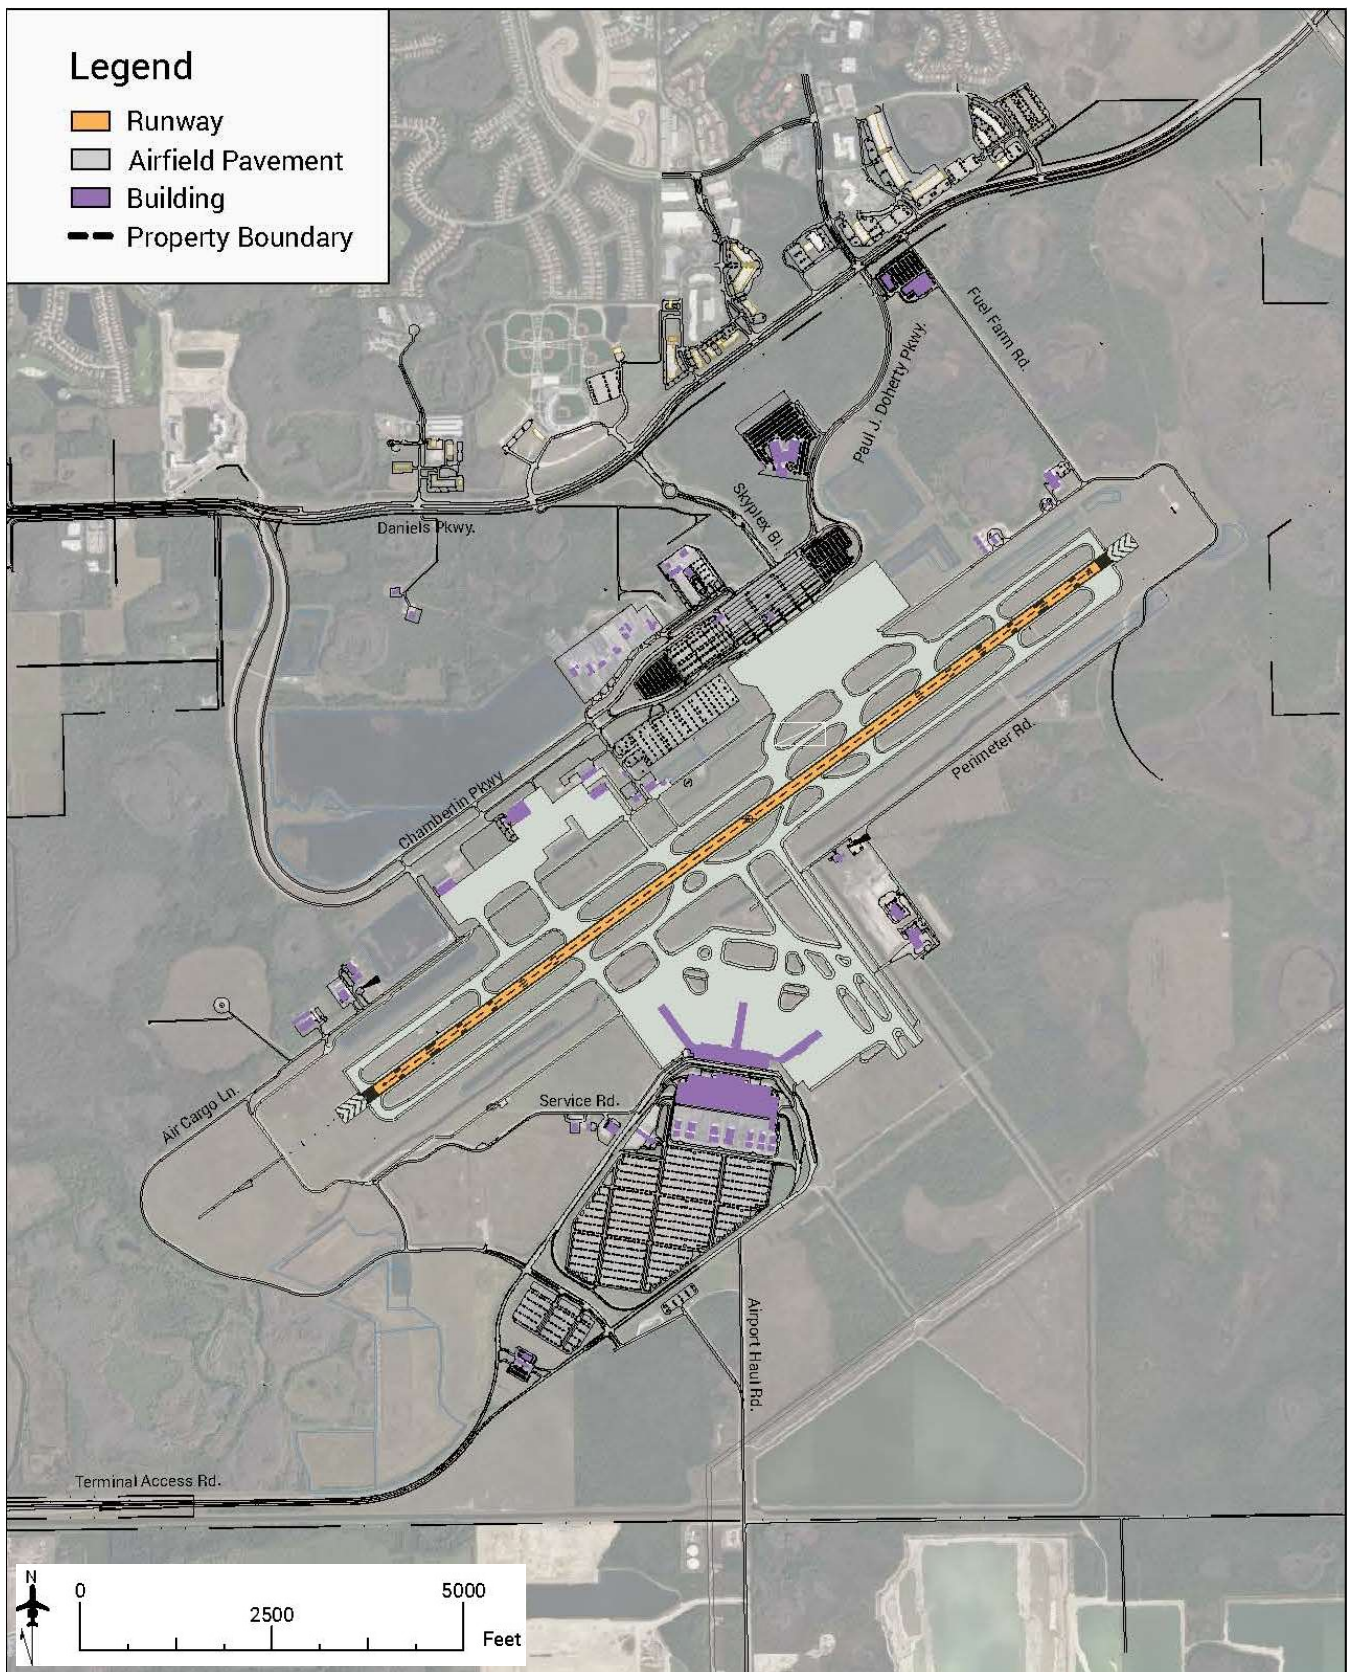 Legend
Runway
Airfield Pavement
Building
Property Boundary
Fuel Farm Rd.
Paul J. Doherty Pkwy.
Skyplex Bl.
Daniels Pkwy.
Perimeter Rd.
Chamberlin Pkwy
Air Cargo Ln.
Service Rd.
Airport Haul Rd.
Terminal Access Rd.
N
0
5000
2500
Feet